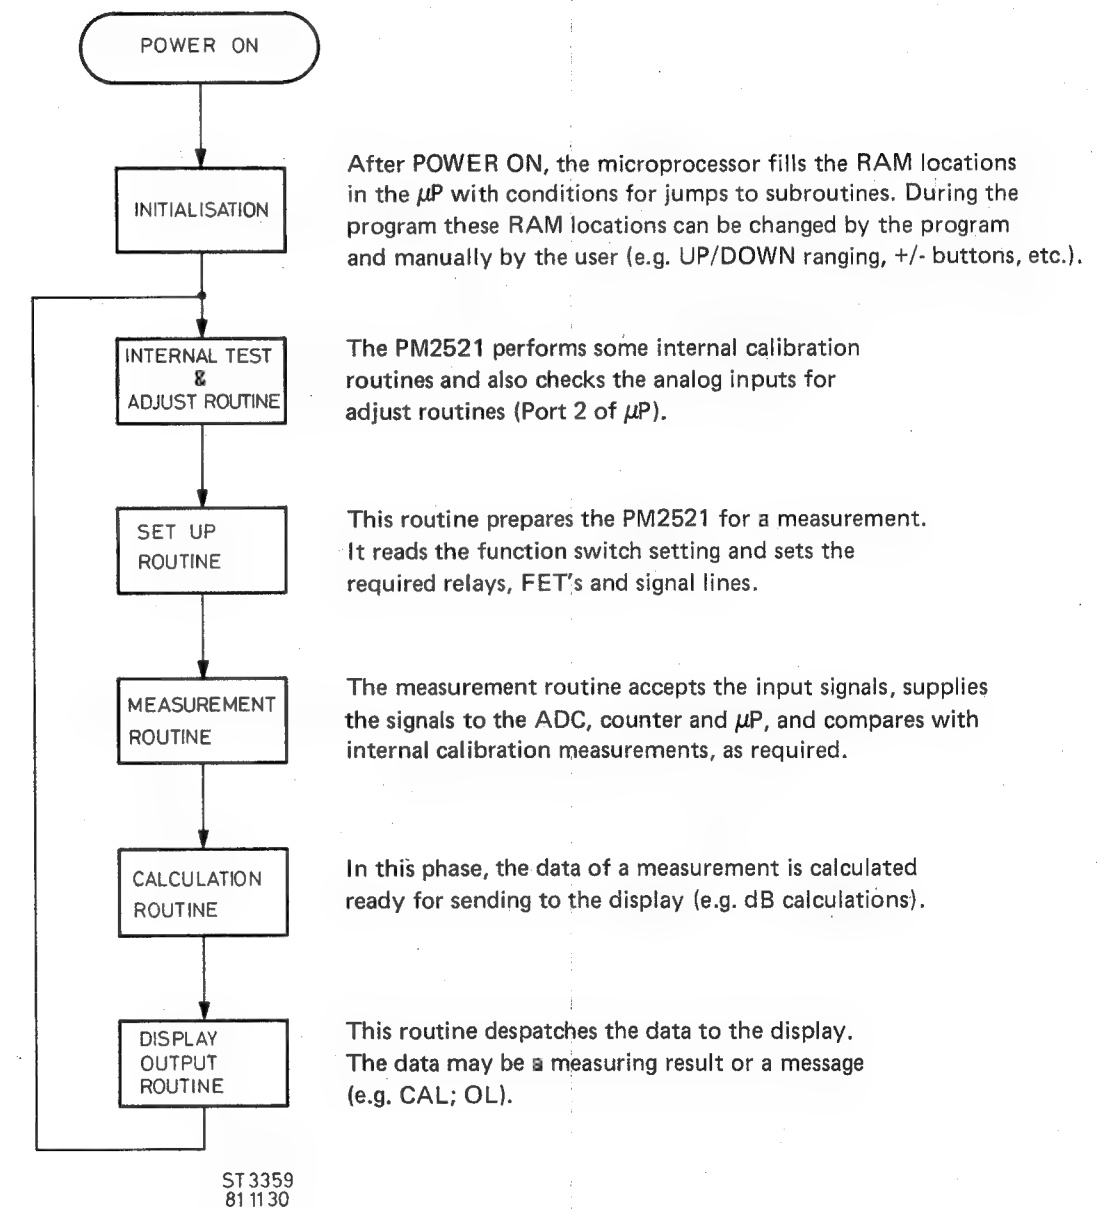 POWER ON
After POWER ON, the microprocessor fills the RAM locations
in the μP with conditions for jumps to subroutines. During the
program these RAM locations can be changed by the program
and manually by the user (e.g. UP/DOWN ranging, +/- buttons, etc.).
INITIALISATION
The PM2521 performs some internal calibration
routines and also checks the analog inputs for
adjust routines (Port 2 of μP).
INTERNAL TEST
&
ADJUST ROUTINE
This routine prepares the PM2521 for a measurement.
It reads the function switch setting and sets the
required relays, FET's and signal lines.
SET UP
ROUTINE
The measurement routine accepts the input signals, supplies
the signals to the ADC, counter and μP, and compares with
internal calibration measurements, as required.
MEASUREMENT
ROUTINE
In this phase, the data of a measurement is calculated
ready for sending to the display (e.g. dB calculations).
CALCULATION
ROUTINE
This routine despatches the data to the display.
The data may be a measuring result or a message
(e.g. CAL; OL).
DISPLAY
OUTPUT
ROUTINE
ST 3359
81 11 30